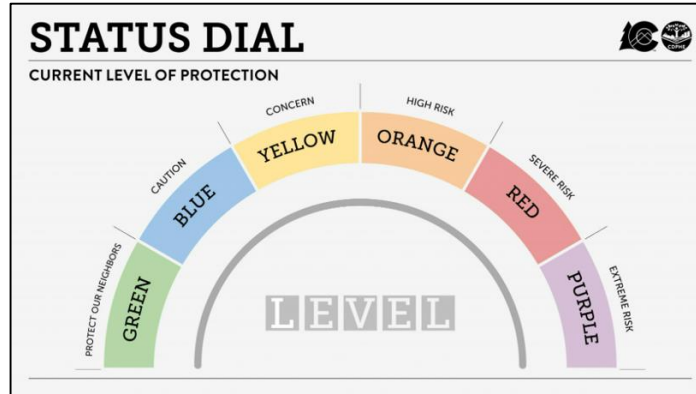 STATUS DIAL
CURRENT LEVEL OF PROTECTION
PROTECT OUR NEIGHBORS
GREEN
CAUTION
BLUE
CONCERN
YELLOW
HIGH RISK
ORANGE
SEVERE RISK
RED
EXTREME RISK
PURPLE
LEVEL
CDPHE